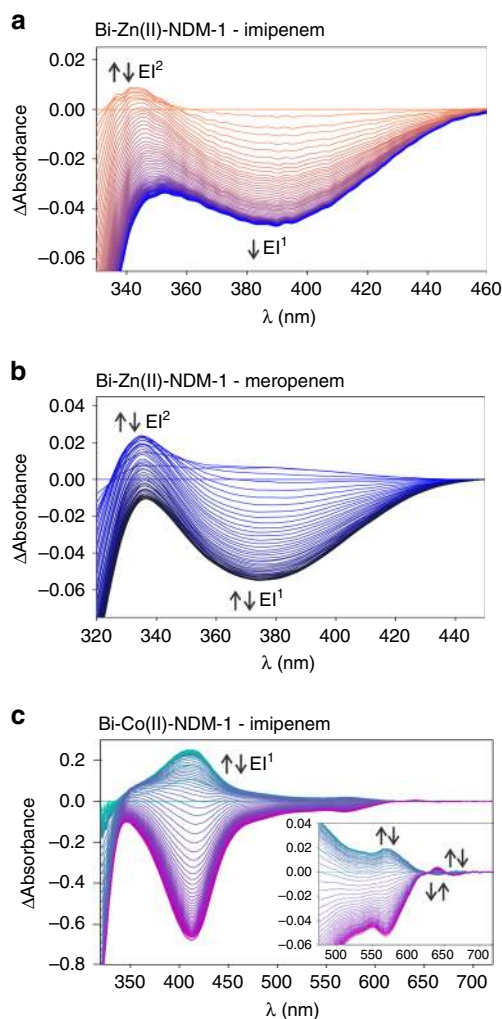 a
Bi-Zn(II)-NDM-1 - imipenem
0.02
0.00
−0.02
−0.04
−0.06
ΔAbsorbance
↑↓ EI²
↓ EI¹
340 360 380 400 420 440 460
λ (nm)
b
Bi-Zn(II)-NDM-1 - meropenem
0.04
0.02
0.00
−0.02
−0.04
−0.06
ΔAbsorbance
↑↓ EI²
↑↓ EI¹
320 340 360 380 400 420 440
λ (nm)
c
Bi-Co(II)-NDM-1 - imipenem
0.2
0.0
−0.2
−0.4
−0.6
−0.8
ΔAbsorbance
↑↓ EI¹
0.04
0.02
0.00
−0.02
−0.04
−0.06
↑↓
↑↓
↓↑
500 550 600 650 700
350 400 450 500 550 600 650 700
λ (nm)